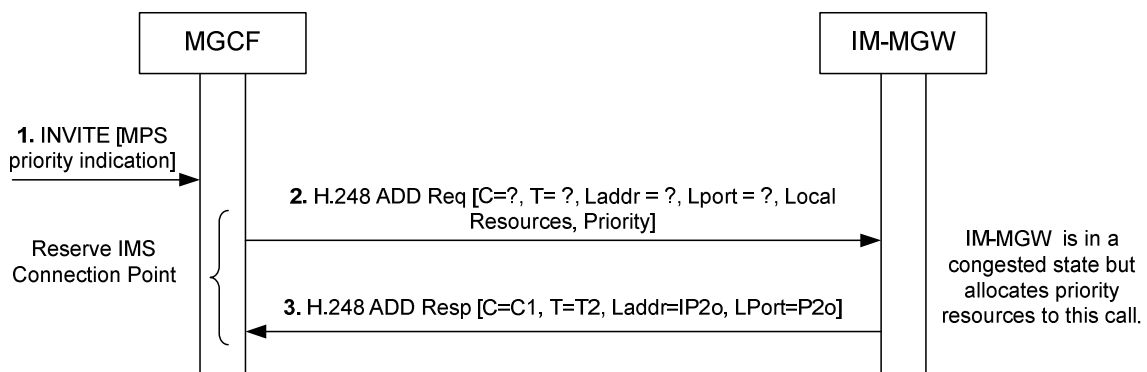 MGCF
IM-MGW
1. INVITE [MPS
priority indication]
2. H.248 ADD Req [C=?, T= ?, Laddr = ?, Lport = ?, Local
Resources, Priority]
Reserve IMS
Connection Point
IM-MGW is in a
congested state but
allocates priority
resources to this call.
3. H.248 ADD Resp [C=C1, T=T2, Laddr=IP2o, LPort=P2o]